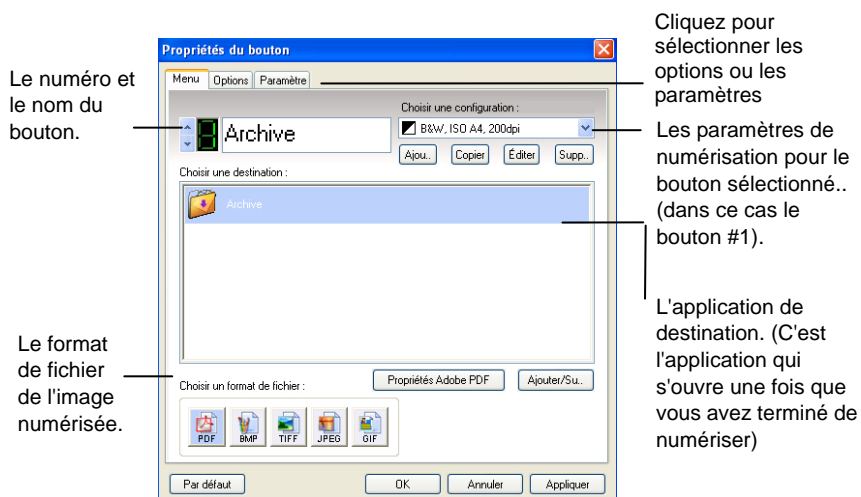 Cliquez pour
sélectionner les
options ou les
paramètres
Propriétés du bouton
Menu Options Paramètre
Le numéro et
le nom du
bouton.
Choisir une configuration :
Archive
B&W, ISO A4, 200dpi
Ajou.. Copier Éditer Supp..
Les paramètres de
numérisation pour le
bouton sélectionné..
(dans ce cas le
bouton #1).
Choisir une destination :
Archive
L'application de
destination. (C'est
l'application qui
s'ouvre une fois que
vous avez terminé de
numériser)
Le format
de fichier
de l'image
numérisée.
Propriétés Adobe PDF Ajouter/Su..
Choisir un format de fichier :
PDF BMP TIFF JPEG GIF
Par défaut OK Annuler Appliquer